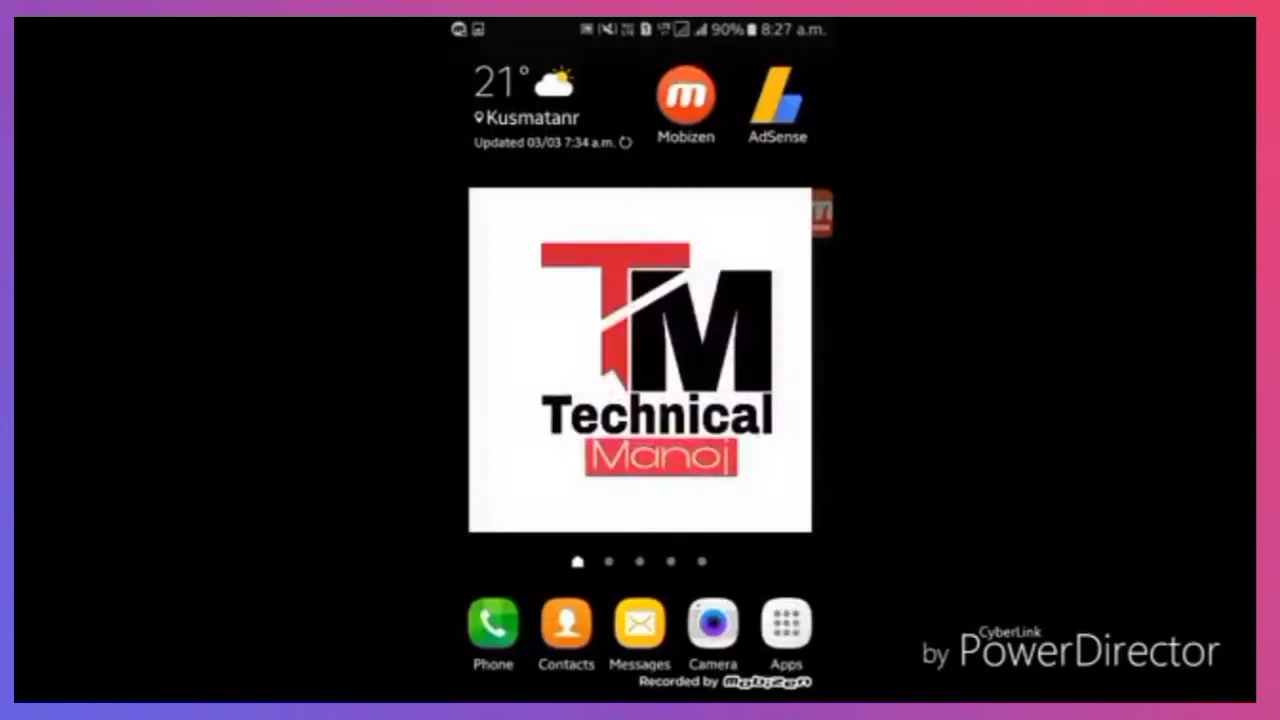 90% 8:27 a.m.
21°
Kusmatanr
Updated 03/03 7:34 a.m.
Mobizen
AdSense
TM
Technical
Manoj
Phone
Contacts
Messages
Camera
Apps
Recorded by mobizen
by CyberLink PowerDirector